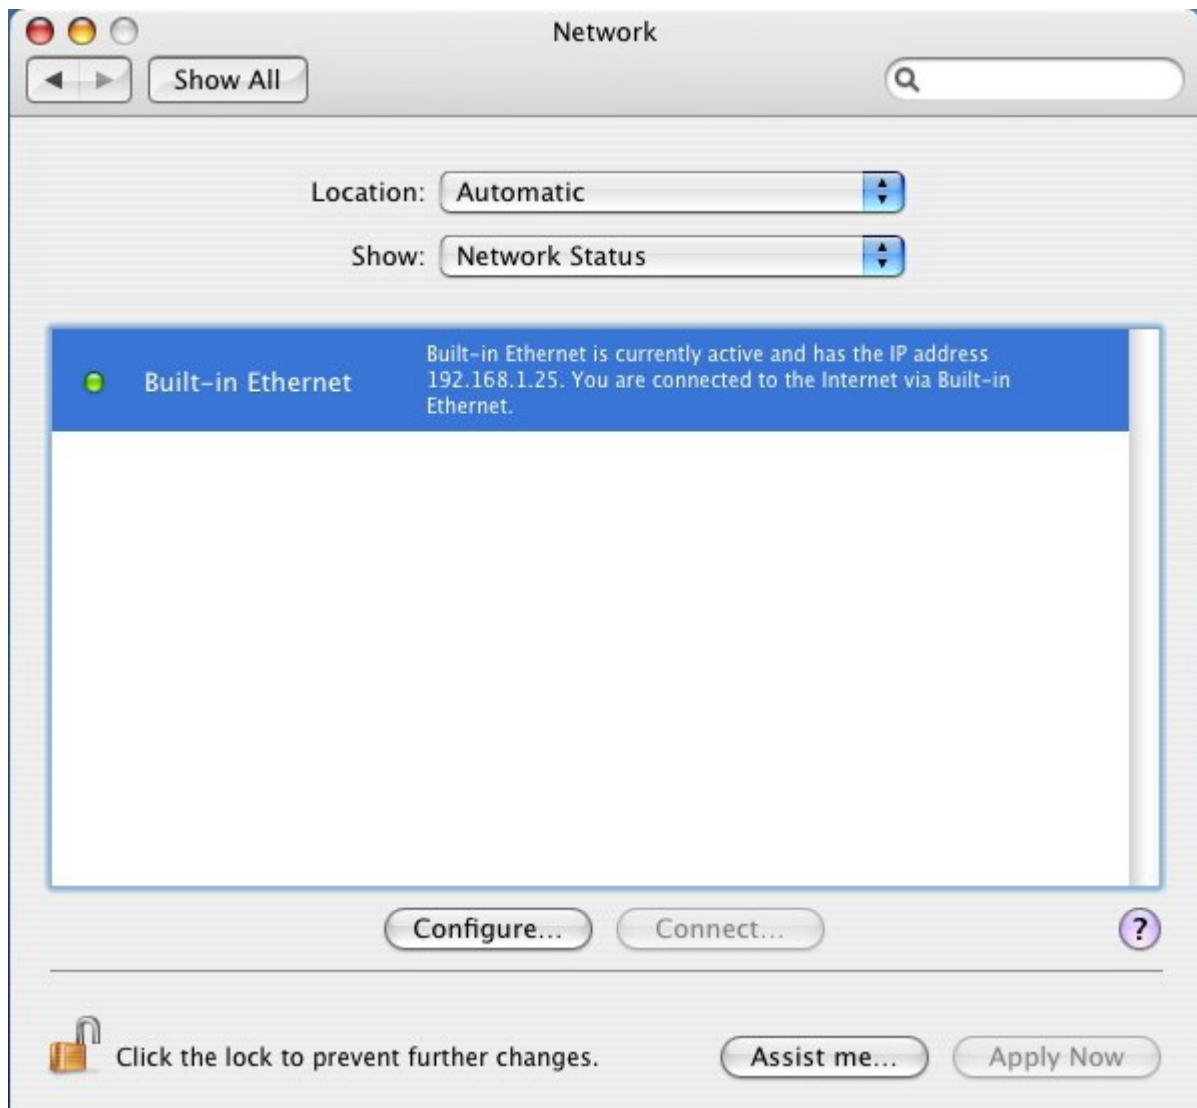 Network
Show All
Location: Automatic
Show: Network Status
Built-in Ethernet
Built-in Ethernet is currently active and has the IP address
192.168.1.25. You are connected to the Internet via Built-in
Ethernet.
Configure... Connect... ?
Click the lock to prevent further changes. Assist me... Apply Now